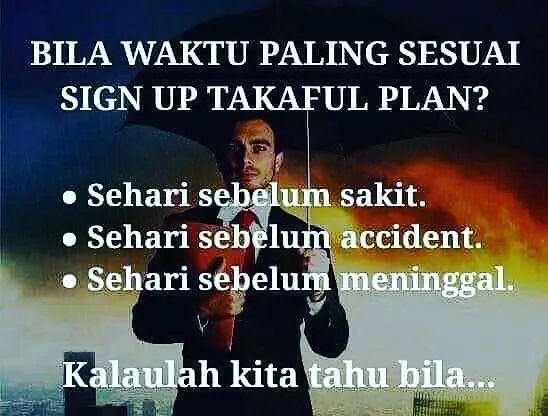 BILA WAKTU PALING SESUAI
SIGN UP TAKAFUL PLAN?
• Sehari sebelum sakit.
• Sehari sebelum accident.
• Sehari sebelum meninggal.
Kalaulah kita tahu bila...